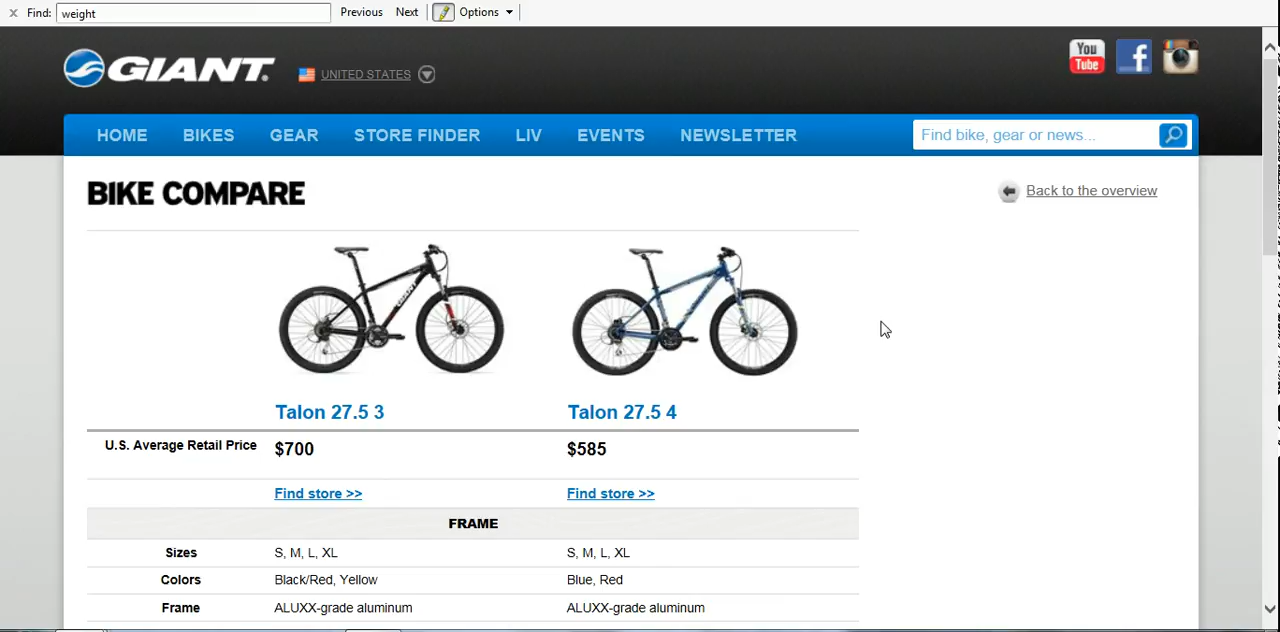 x Find: weight Previous Next Options
GIANT. UNITED STATES You Tube f
HOME BIKES GEAR STORE FINDER LIV EVENTS NEWSLETTER Find bike, gear or news...
BIKE COMPARE Back to the overview
GIANT
Talon 27.5 3 Talon 27.5 4
U.S. Average Retail Price $700 $585
Find store >> Find store >>
FRAME
Sizes S, M, L, XL S, M, L, XL
Colors Black/Red, Yellow Blue, Red
Frame ALUXX-grade aluminum ALUXX-grade aluminum